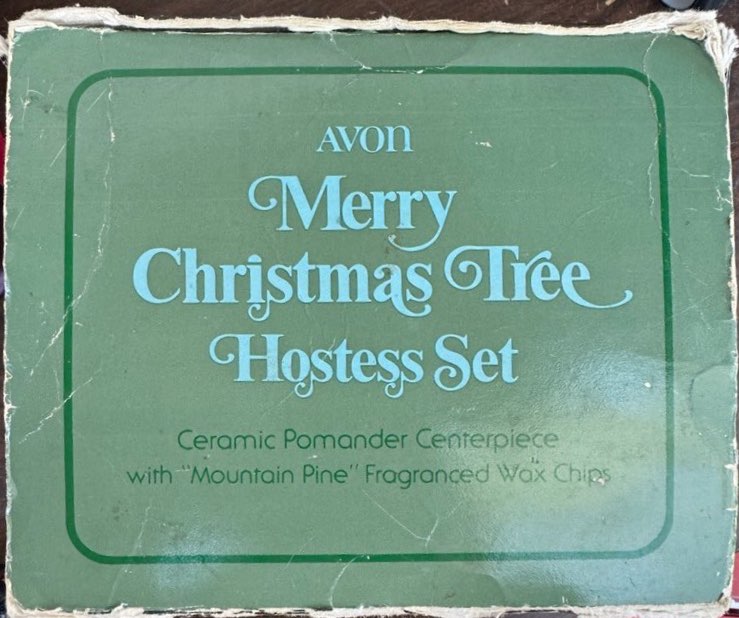 AVON
Merry
Christmas Tree
Hostess Set
Ceramic Pomander Centerpiece
with "Mountain Pine" Fragranced Wax Chips